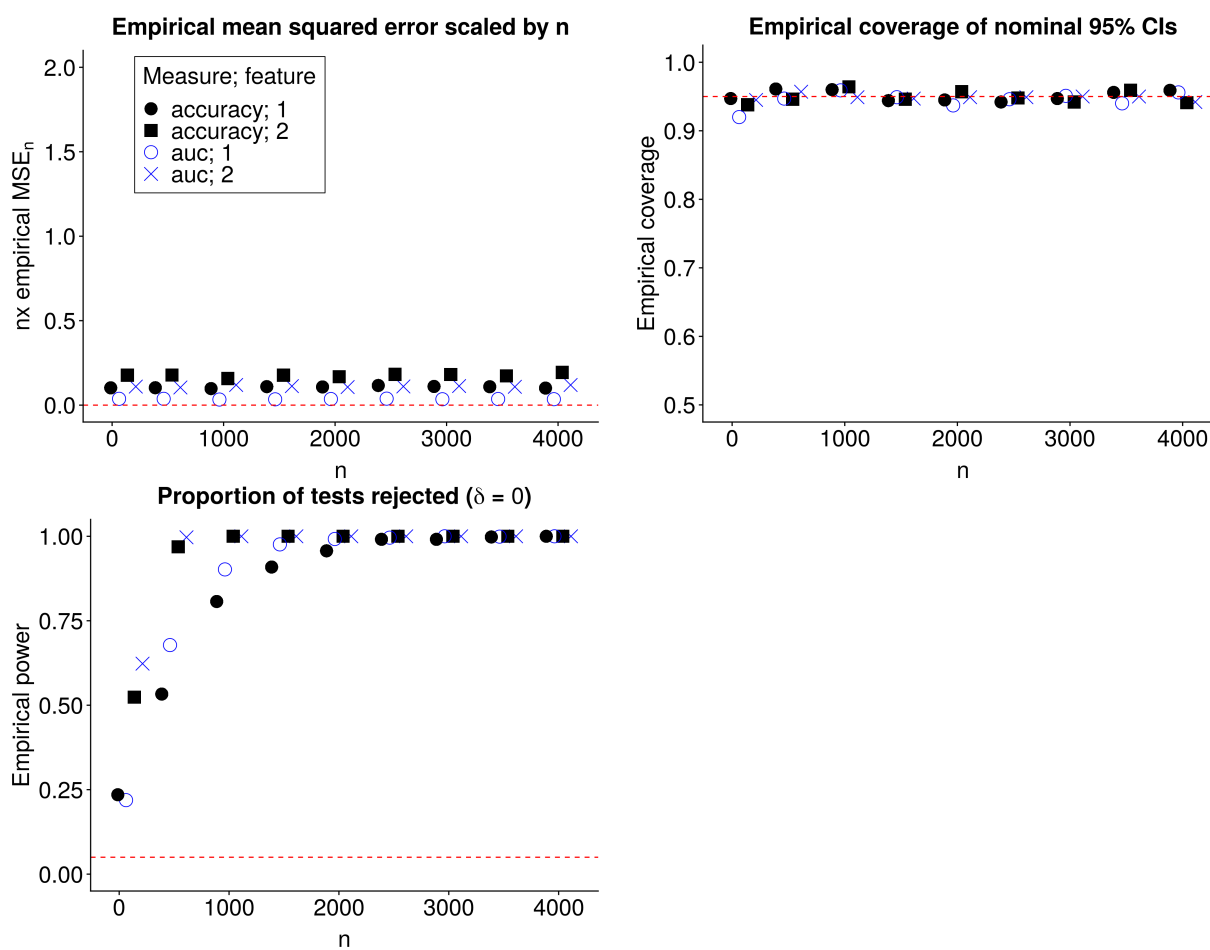 Empirical mean squared error scaled by n
nx empirical MSEn
2.0
1.5
1.0
0.5
0.0
Measure; feature
accuracy; 1
accuracy; 2
auc; 1
auc; 2
0 1000 2000 3000 4000
n
Empirical coverage of nominal 95% CIs
Empirical coverage
1.0
0.9
0.8
0.7
0.6
0.5
0 1000 2000 3000 4000
n
Proportion of tests rejected (δ = 0)
Empirical power
1.00
0.75
0.50
0.25
0.00
0 1000 2000 3000 4000
n